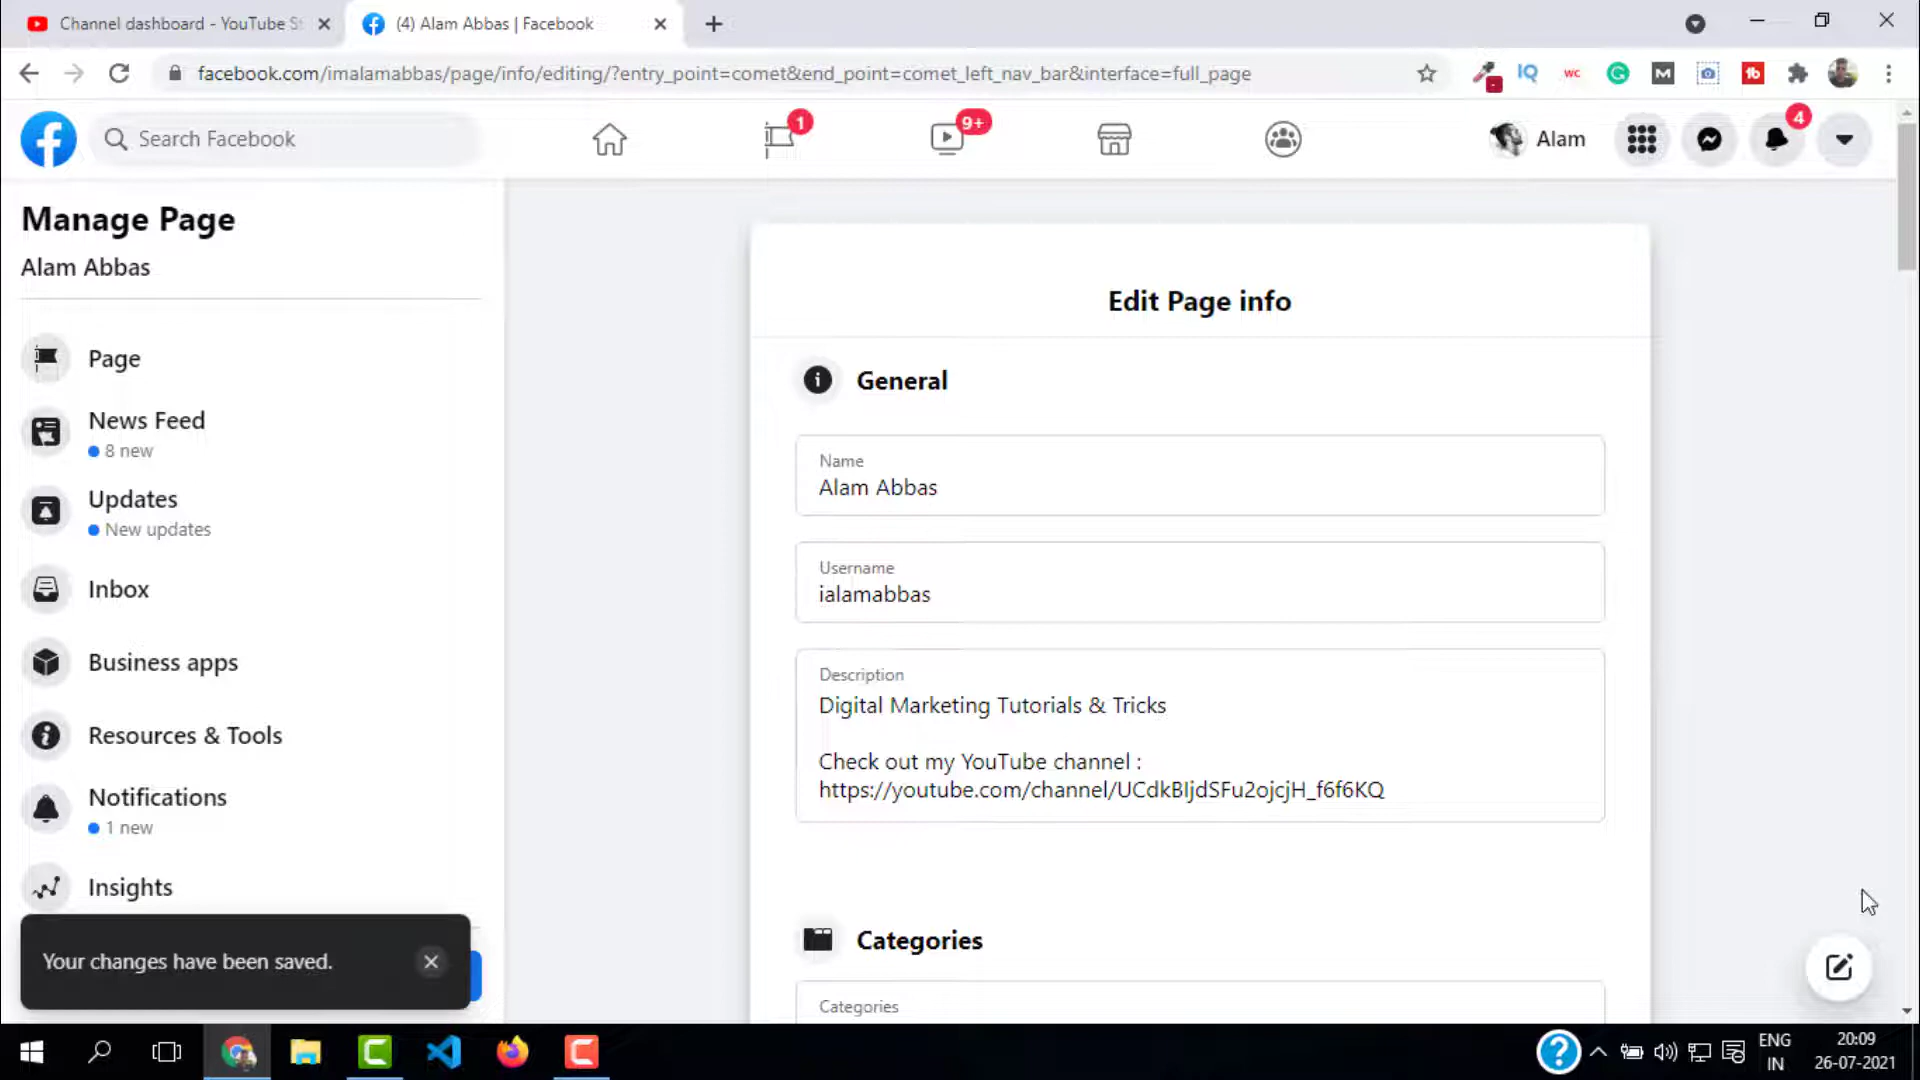 Channel dashboard - YouTube St
(4) Alam Abbas | Facebook
facebook.com/imalamabbas/page/info/editing/?entry_point=comet&end_point=comet_left_nav_bar&interface=full_page
IQ
WC
M
tb
Search Facebook
1
9+
Alam
4
Manage Page
Alam Abbas
Page
News Feed
8 new
Updates
New updates
Inbox
Business apps
Resources & Tools
Notifications
1 new
Insights
Your changes have been saved.
Edit Page info
General
Name
Alam Abbas
Username
ialamabbas
Description
Digital Marketing Tutorials & Tricks
Check out my YouTube channel :
https://youtube.com/channel/UCdkBIjdSFu2ojcjH_f6f6KQ
Categories
Categories
ENG
IN
20:09
26-07-2021